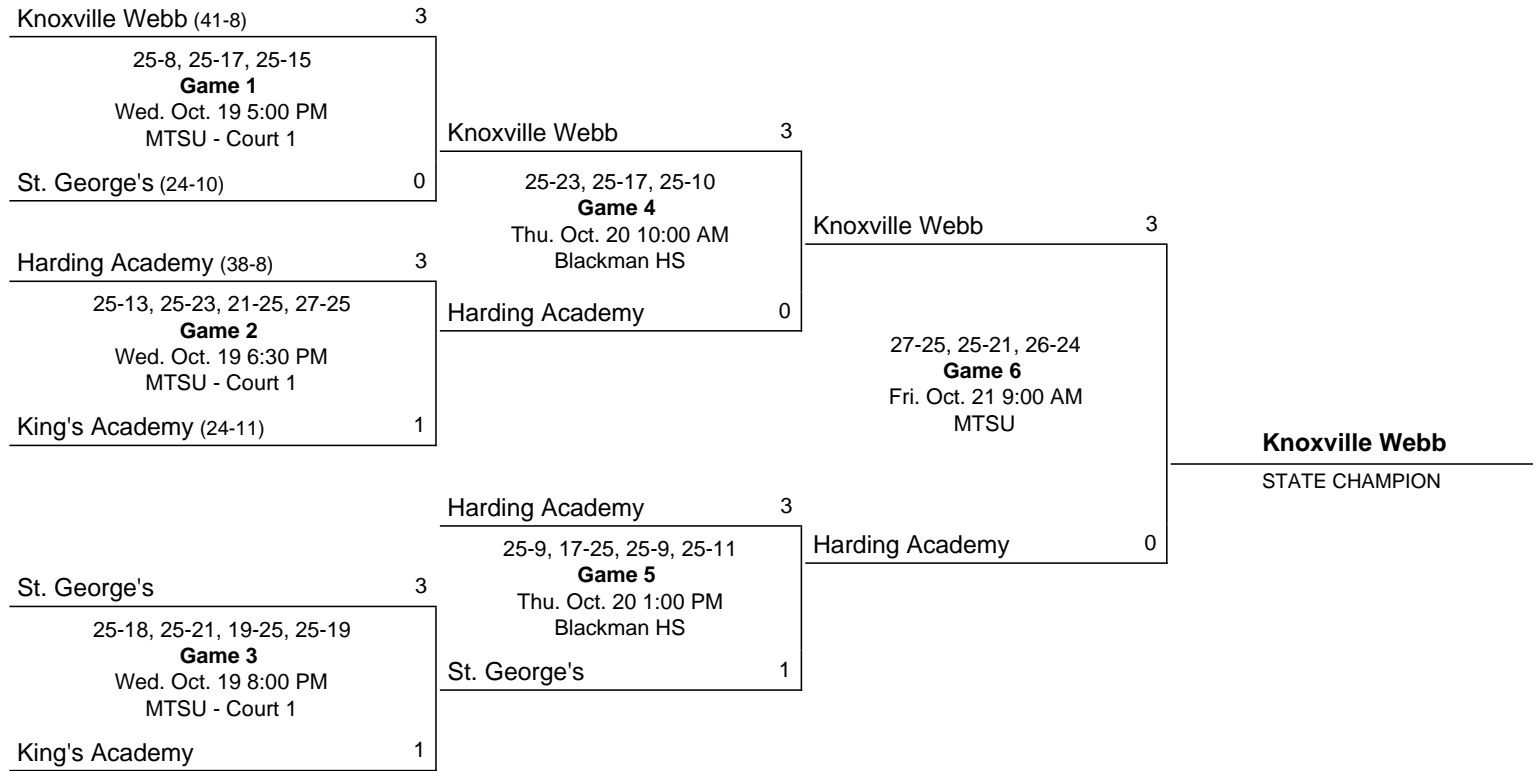 Knoxville Webb (41-8) 3
25-8, 25-17, 25-15
Game 1
Wed. Oct. 19 5:00 PM
MTSU - Court 1
St. George's (24-10) 0
Harding Academy (38-8) 3
25-13, 25-23, 21-25, 27-25
Game 2
Wed. Oct. 19 6:30 PM
MTSU - Court 1
King's Academy (24-11) 1
St. George's 3
25-18, 25-21, 19-25, 25-19
Game 3
Wed. Oct. 19 8:00 PM
MTSU - Court 1
King's Academy 1
Knoxville Webb 3
25-23, 25-17, 25-10
Game 4
Thu. Oct. 20 10:00 AM
Blackman HS
Harding Academy 0
Harding Academy 3
25-9, 17-25, 25-9, 25-11
Game 5
Thu. Oct. 20 1:00 PM
Blackman HS
St. George's 1
Knoxville Webb 3
27-25, 25-21, 26-24
Game 6
Fri. Oct. 21 9:00 AM
MTSU
Harding Academy 0
Knoxville Webb
STATE CHAMPION